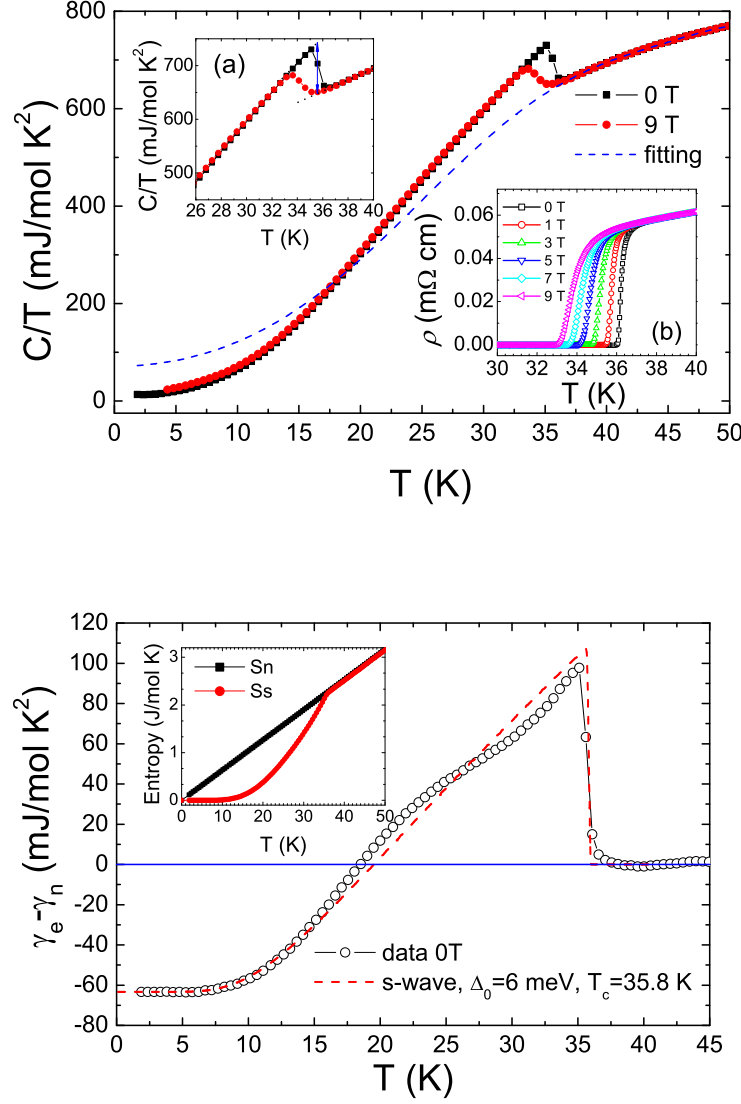 800
600
400
200
0
C/T (mJ/mol K²)
0 5 10 15 20 25 30 35 40 45 50
T (K)
0 T
9 T
fitting
(a)
700
600
500
C/T (mJ/mol K²)
26 28 30 32 34 36 38 40
T (K)
0 T
1 T
3 T
5 T
7 T
9 T
(b)
0.06
0.04
0.02
0.00
ρ (mΩ cm)
30 32 34 36 38 40
T (K)
120
100
80
60
40
20
0
-20
-40
-60
-80
γₑ-γₙ (mJ/mol K²)
0 5 10 15 20 25 30 35 40 45
T (K)
data 0T
s-wave, Δ₀=6 meV, T꜀=35.8 K
Sn
Ss
3
2
1
0
Entropy (J/mol K)
0 10 20 30 40 50
T (K)